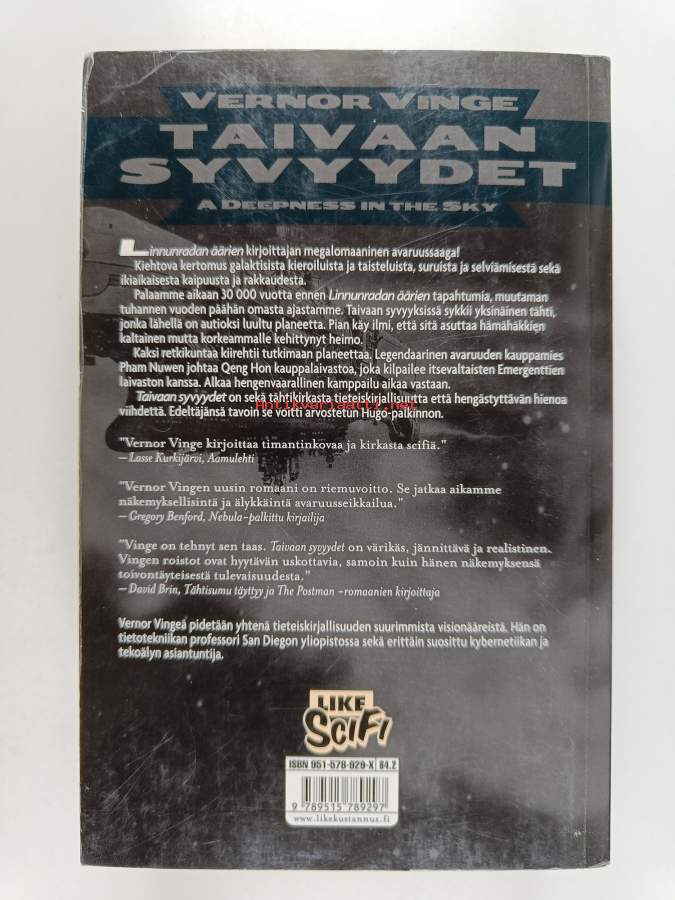 VERNOR VINGE
TAIVAAN
SYVYYDET
A DEEPNESS IN THE SKY
Linnunradan äärien kirjoittajan megalomaaninen avaruussaaga!
Kiehtova kertomus galaktisista kieroiluista ja taisteluista, suruista ja selviämisestä sekä
ikiaikaisesta kaipuusta ja rakkaudesta.
Palaamme aikaan 30 000 vuotta ennen Linnunradan äärien tapahtumia, muutaman
tuhannen vuoden päähän omasta ajastamme. Taivaan syvyyksissä sykkii yksinäinen tähti,
jonka lähellä on autioksi luultu planeetta. Pian käy ilmi, että sitä asuttaa hämähäkkien
kaltainen mutta korkeammalle kehittynyt heimo.
Kaksi retkikuntaa kiirehtii tutkimaan planeettaa. Legendaarinen avaruuden kauppamies
Pham Nuwen johtaa Qeng Hon kauppalaivastoa, joka kilpailee itsevaltaisten Emergenttien
laivaston kanssa. Alkaa hengenvaarallinen kamppailu aikaa vastaan.
Taivaan syvyydet on sekä tähtikirkasta tieteiskirjallisuutta että hengästyttävän hienoa
viihdettä. Edeltäjänsä tavoin se voitti arvostetun Hugo-palkinnon.
Antikvariaatti.net
"Vernor Vinge kirjoittaa timantinkovaa ja kirkasta scifiä."
—Lasse Kurkijärvi, Aamulehti
"Vernor Vingen uusin romaani on riemuvoitto. Se jatkaa aikamme
näkemyksellisintä ja älykkäintä avaruusseikkailua."
—Gregory Benford, Nebula-palkittu kirjailija
"Vinge on tehnyt sen taas. Taivaan syvyydet on värikäs, jännittävä ja realistinen.
Vingen roistot ovat hyytävän uskottavia, samoin kuin hänen näkemyksensä
toivontäyteisestä tulevaisuudesta."
—David Brin, Tähtisumu täyttyy ja The Postman -romaanien kirjoittaja
Vernor Vingeä pidetään yhtenä tieteiskirjallisuuden suurimmista visionääreistä. Hän on
tietotekniikan professori San Diegon yliopistossa sekä erittäin suosittu kybernetiikan ja
tekoälyn asiantuntija.
LIKE
SCIFI
ISBN 951-578-929-X 84.2
9 789515 789297
www.likekustannus.fi